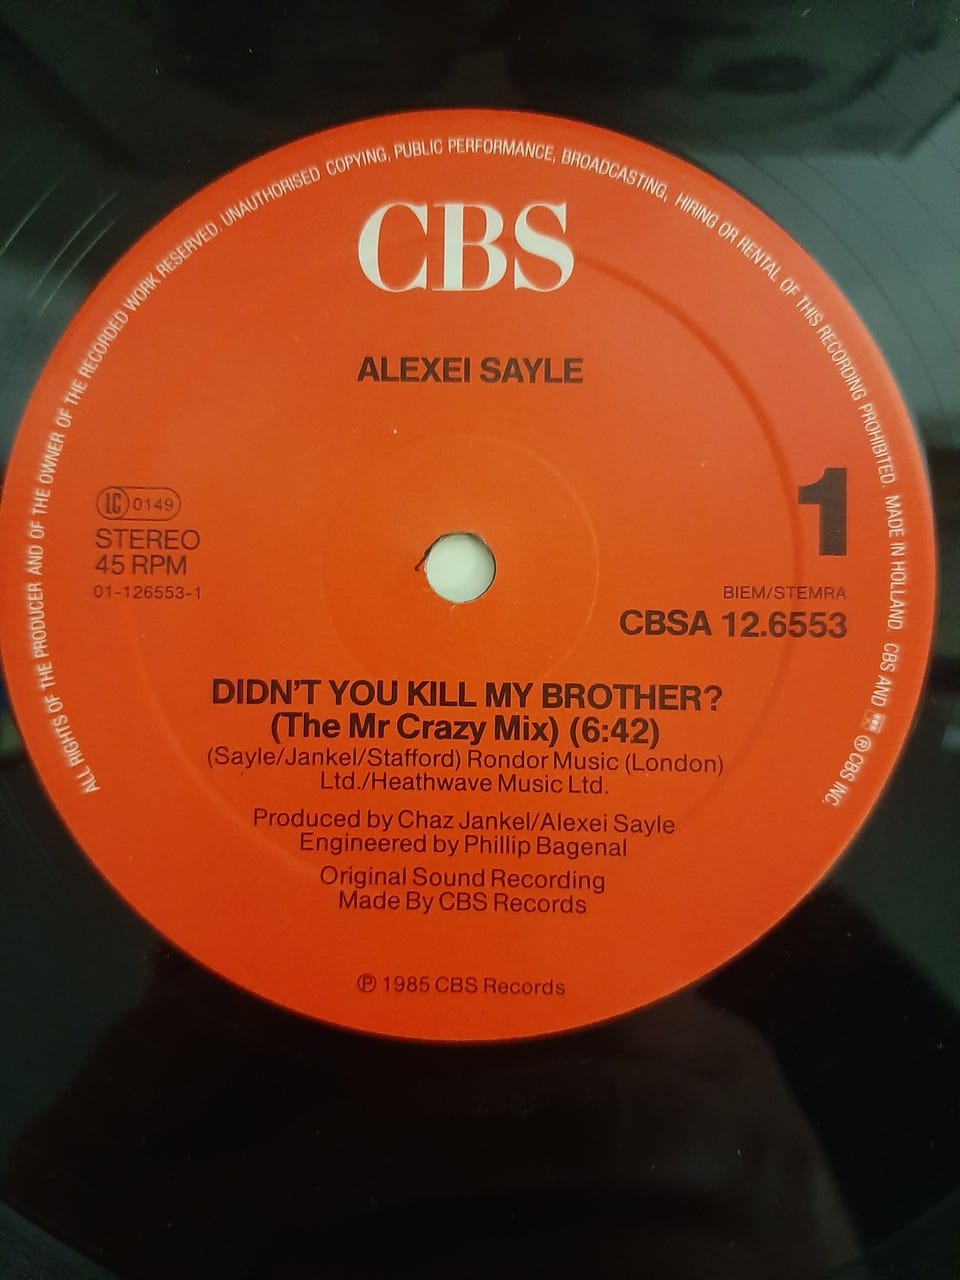 ALL RIGHTS OF THE PRODUCER AND OF THE OWNER OF THE RECORDED WORK RESERVED. UNAUTHORISED COPYING, PUBLIC PERFORMANCE, BROADCASTING, HIRING OR RENTAL OF THIS RECORDING PROHIBITED. MADE IN HOLLAND. CBS AND ℗ CBS INC.
CBS
ALEXEI SAYLE
1
LC 0149
STEREO
45 RPM
01-126553-1
BIEM/STEMRA
CBSA 12.6553
DIDN'T YOU KILL MY BROTHER?
(The Mr Crazy Mix) (6:42)
(Sayle/Jankel/Stafford) Rondor Music (London)
Ltd./Heathwave Music Ltd.
Produced by Chaz Jankel/Alexei Sayle
Engineered by Phillip Bagenal
Original Sound Recording
Made By CBS Records
℗ 1985 CBS Records